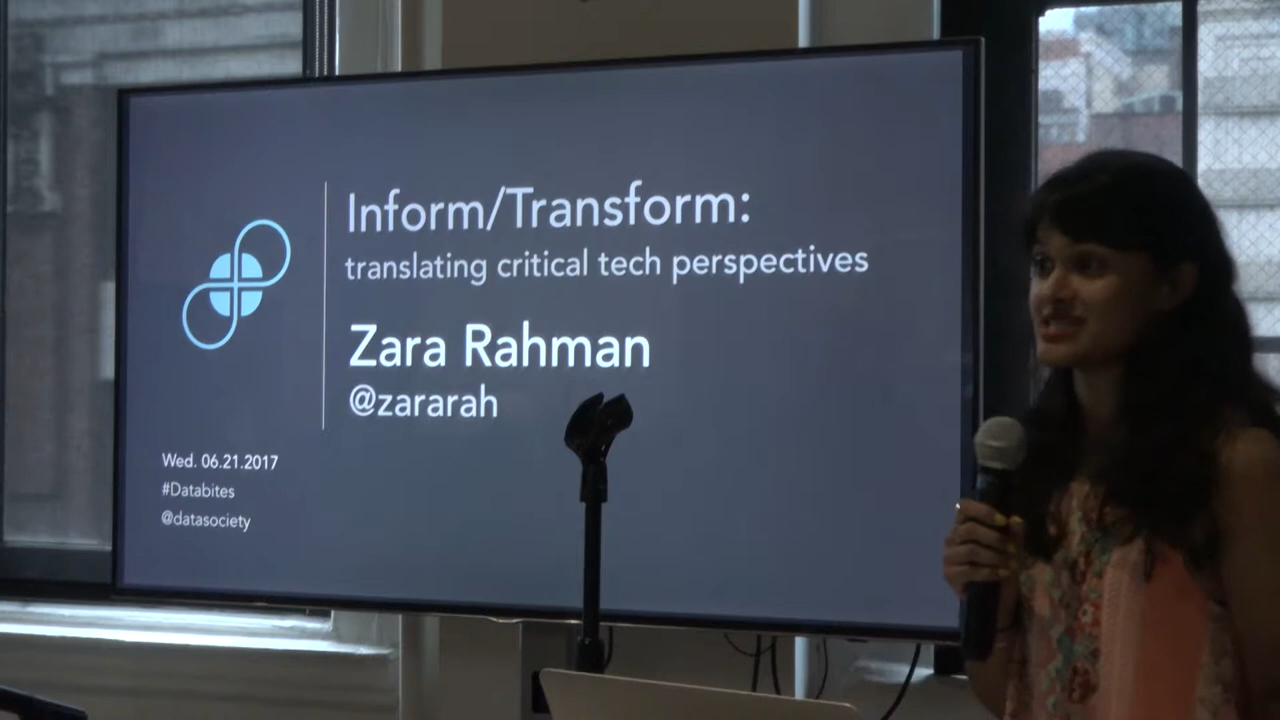 Inform/Transform:
translating critical tech perspectives
Zara Rahman
@zararah
Wed. 06.21.2017
#Databites
@datasociety